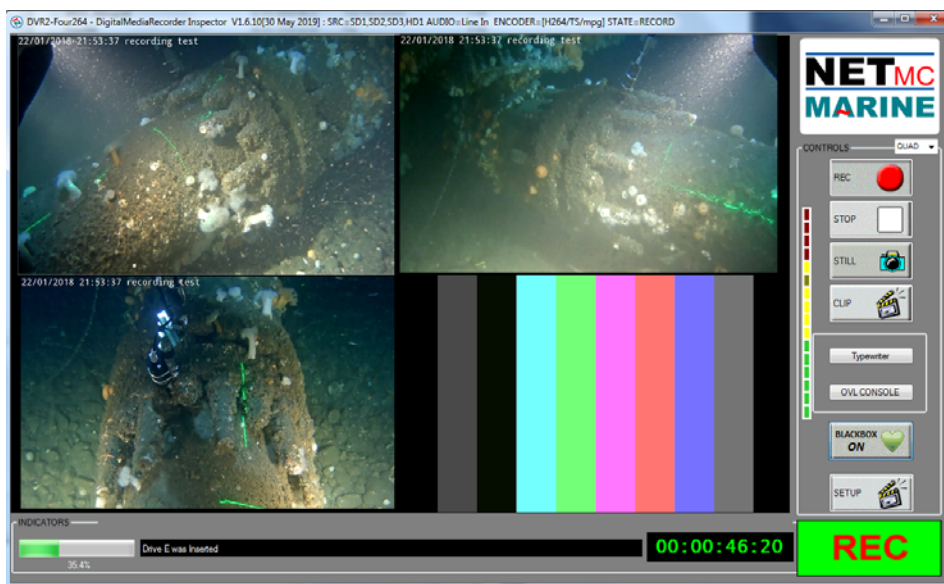 DVR2-Four264 - DigitalMediaRecorder Inspector V1.6.10[30 May 2019] : SRC=SD1,SD2,SD3,HD1 AUDIO=Line In ENCODER=[H264/TS/mpg] STATE=RECORD
22/01/2018 21:53:37 recording test
22/01/2018 21:53:37 recording test
NETMC
MARINE
CONTROLS
QUAD
REC
STOP
STILL
22/01/2018 21:53:37 recording test
CLIP
Typewriter
OVL CONSOLE
BLACKBOX
ON
SETUP
INDICATORS
Drive E was Inserted
00:00:46:20
REC
35.4%